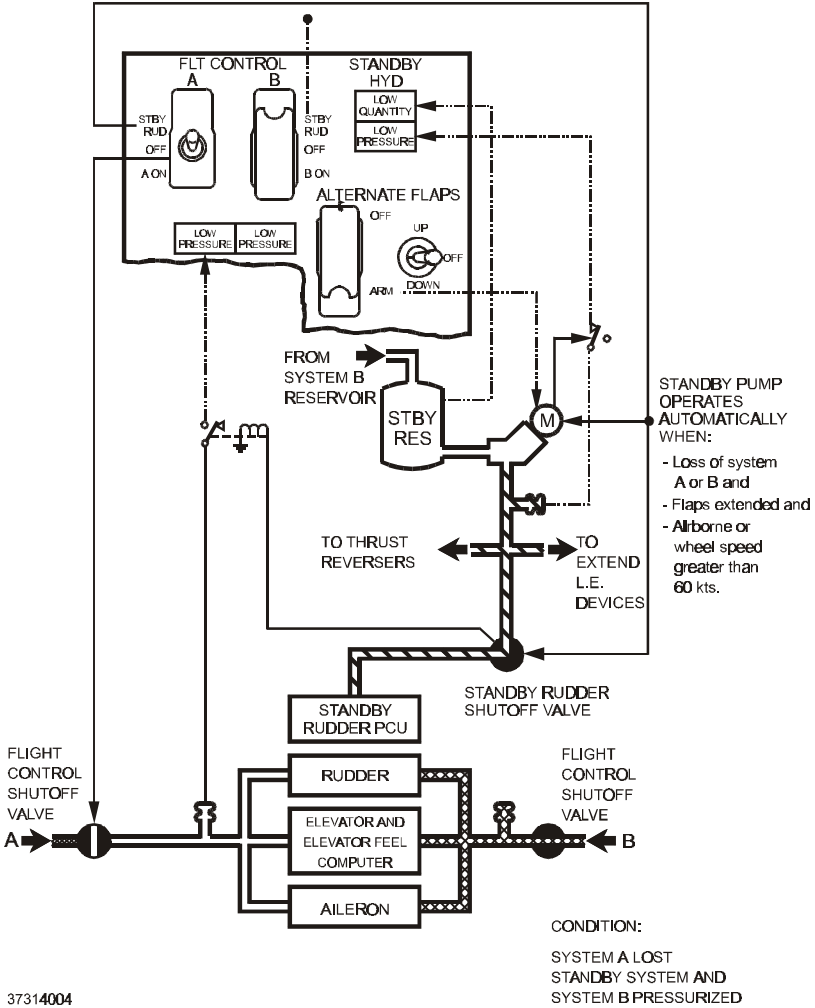 FLT CONTROL
A
B
STANDBY
HYD
LOW
QUANTITY
LOW
PRESSURE
STBY
RUD
OFF
A ON
STBY
RUD
OFF
B ON
ALTERNATE FLAPS
OFF
UP
OFF
DOWN
ARM
LOW
PRESSURE
LOW
PRESSURE
FROM
SYSTEM B
RESERVOIR
STBY
RES
M
STANDBY PUMP
OPERATES
AUTOMATICALLY
WHEN:
- Loss of system
A or B and
- Flaps extended and
- Airborne or
wheel speed
greater than
60 kts.
TO THRUST
REVERSERS
TO
EXTEND
L.E.
DEVICES
STANDBY RUDDER
SHUTOFF VALVE
STANDBY
RUDDER PCU
FLIGHT
CONTROL
SHUTOFF
VALVE
A
RUDDER
ELEVATOR AND
ELEVATOR FEEL
COMPUTER
AILERON
FLIGHT
CONTROL
SHUTOFF
VALVE
B
CONDITION:
SYSTEM A LOST
STANDBY SYSTEM AND
SYSTEM B PRESSURIZED
37314004